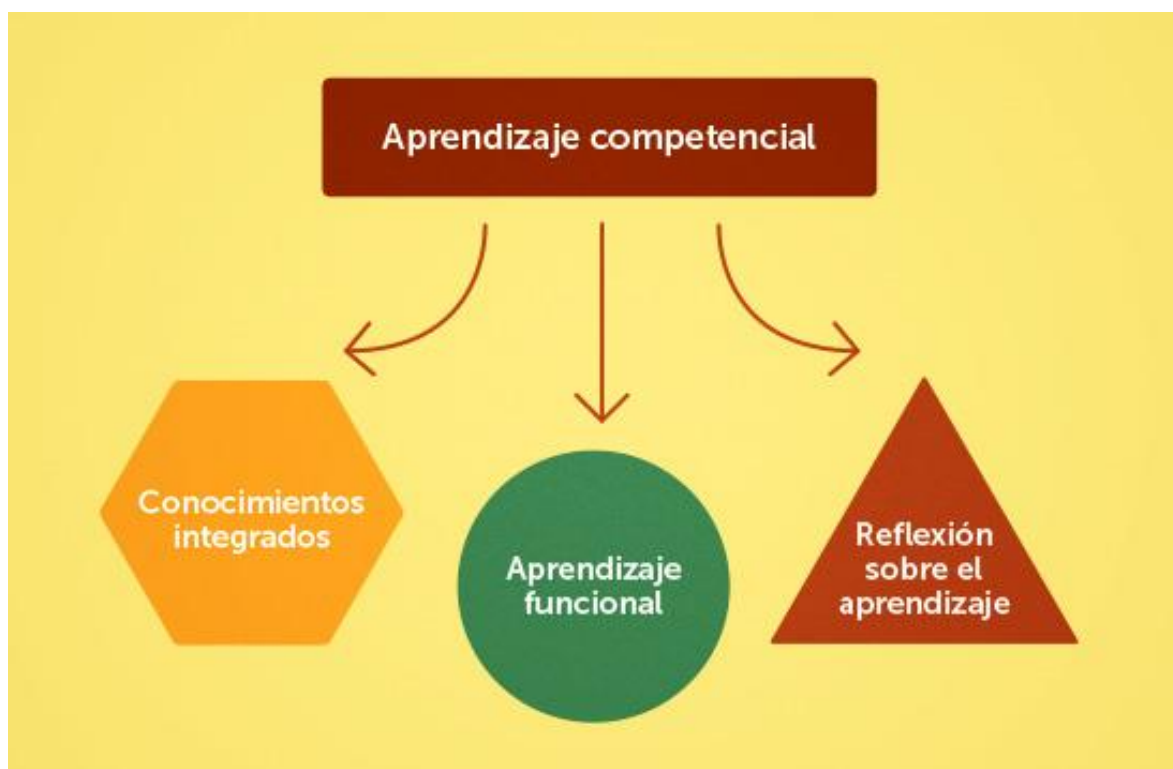 Aprendizaje competencial
Conocimientos
integrados
Aprendizaje
funcional
Reflexión
sobre el
aprendizaje